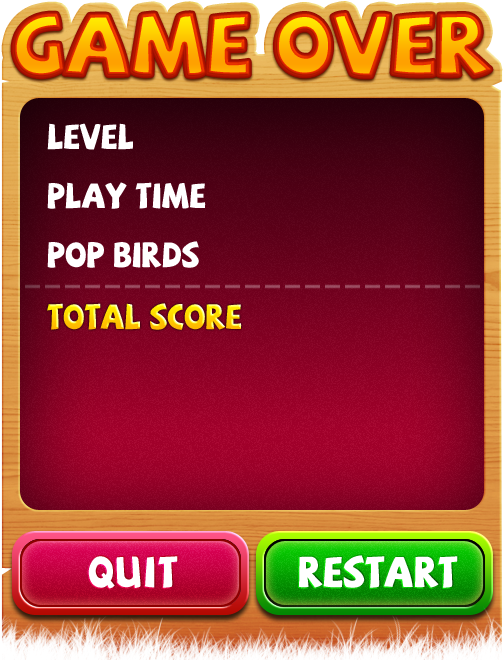 GAME OVER
LEVEL
PLAY TIME
POP BIRDS
TOTAL SCORE
QUIT
RESTART